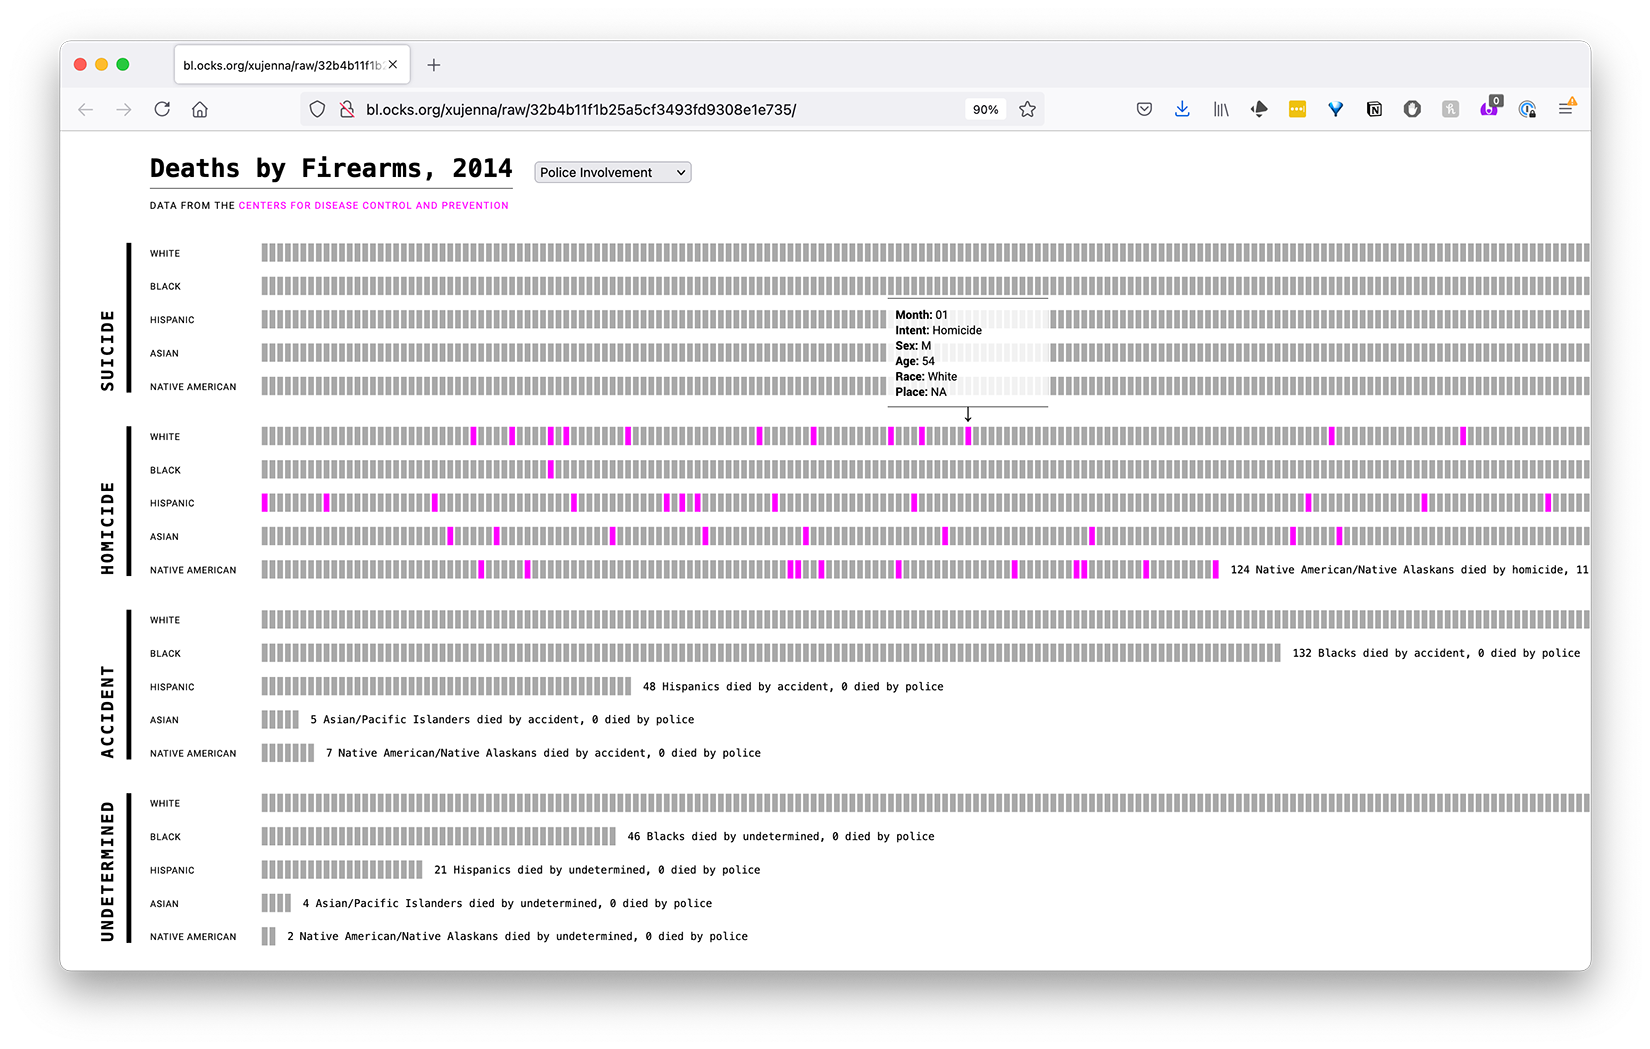 bl.ocks.org/xujenna/raw/32b4b11f1b
bl.ocks.org/xujenna/raw/32b4b11f1b25a5cf3493fd9308e1e735/
90%
0
Deaths by Firearms, 2014
Police Involvement
DATA FROM THE CENTERS FOR DISEASE CONTROL AND PREVENTION
SUICIDE
WHITE
BLACK
HISPANIC
ASIAN
NATIVE AMERICAN
Month: 01
Intent: Homicide
Sex: M
Age: 54
Race: White
Place: NA
HOMICIDE
WHITE
BLACK
HISPANIC
ASIAN
NATIVE AMERICAN 124 Native American/Native Alaskans died by homicide, 11
ACCIDENT
WHITE
BLACK 132 Blacks died by accident, 0 died by police
HISPANIC 48 Hispanics died by accident, 0 died by police
ASIAN 5 Asian/Pacific Islanders died by accident, 0 died by police
NATIVE AMERICAN 7 Native American/Native Alaskans died by accident, 0 died by police
UNDETERMINED
WHITE
BLACK 46 Blacks died by undetermined, 0 died by police
HISPANIC 21 Hispanics died by undetermined, 0 died by police
ASIAN 4 Asian/Pacific Islanders died by undetermined, 0 died by police
NATIVE AMERICAN 2 Native American/Native Alaskans died by undetermined, 0 died by police